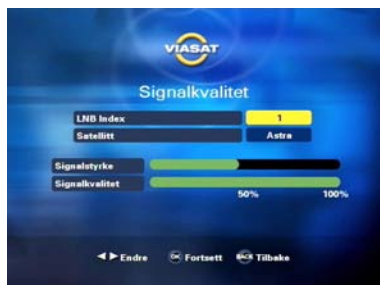 VIASAT
Signalkvalitet
LNB Index 1
Satellitt Astra
Signalstyrke
Signalkvalitet
50% 100%
Endre OK Fortsett BACK Tilbake